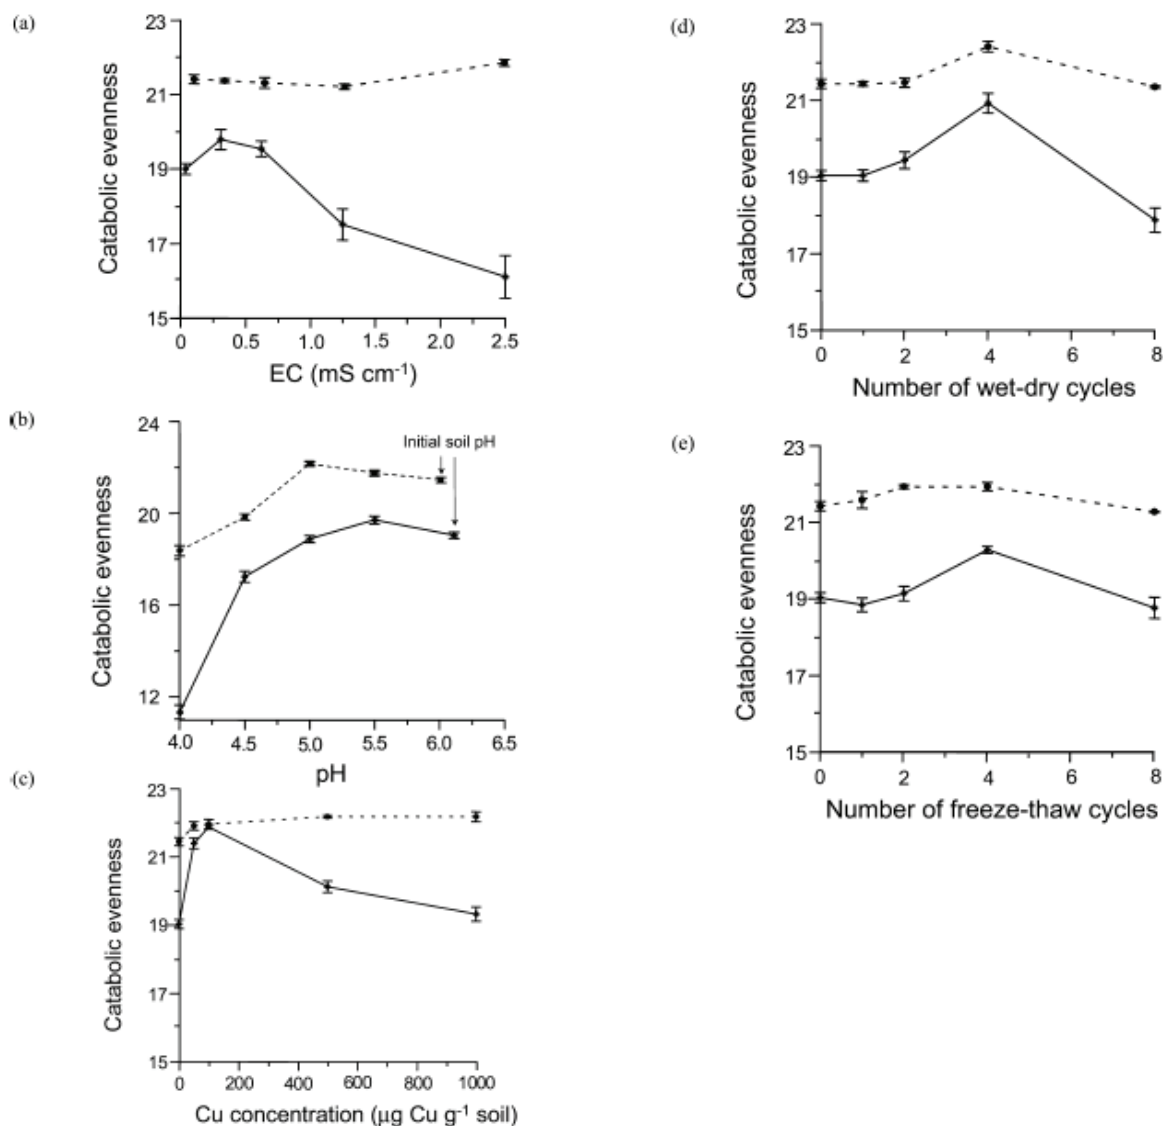 (a)
23
21
19
17
15
Catabolic evenness
0 0.5 1.0 1.5 2.0 2.5
EC (mS cm⁻¹)
(b)
24
20
16
12
Catabolic evenness
Initial soil pH
4.0 4.5 5.0 5.5 6.0 6.5
pH
(c)
23
21
19
17
15
Catabolic evenness
0 200 400 600 800 1000
Cu concentration (μg Cu g⁻¹ soil)
(d)
23
21
19
17
15
Catabolic evenness
0 2 4 6 8
Number of wet-dry cycles
(e)
23
21
19
17
15
Catabolic evenness
0 2 4 6 8
Number of freeze-thaw cycles